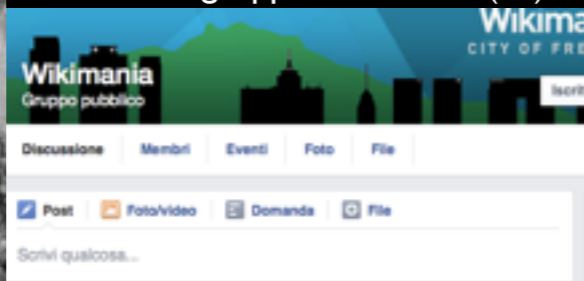 Wikima
CITY OF FRE
Wikimania
Gruppo pubblico
Iscrit
Discussione Membri Eventi Foto File
Post Foto/video Domanda File
Scrivi qualcosa...